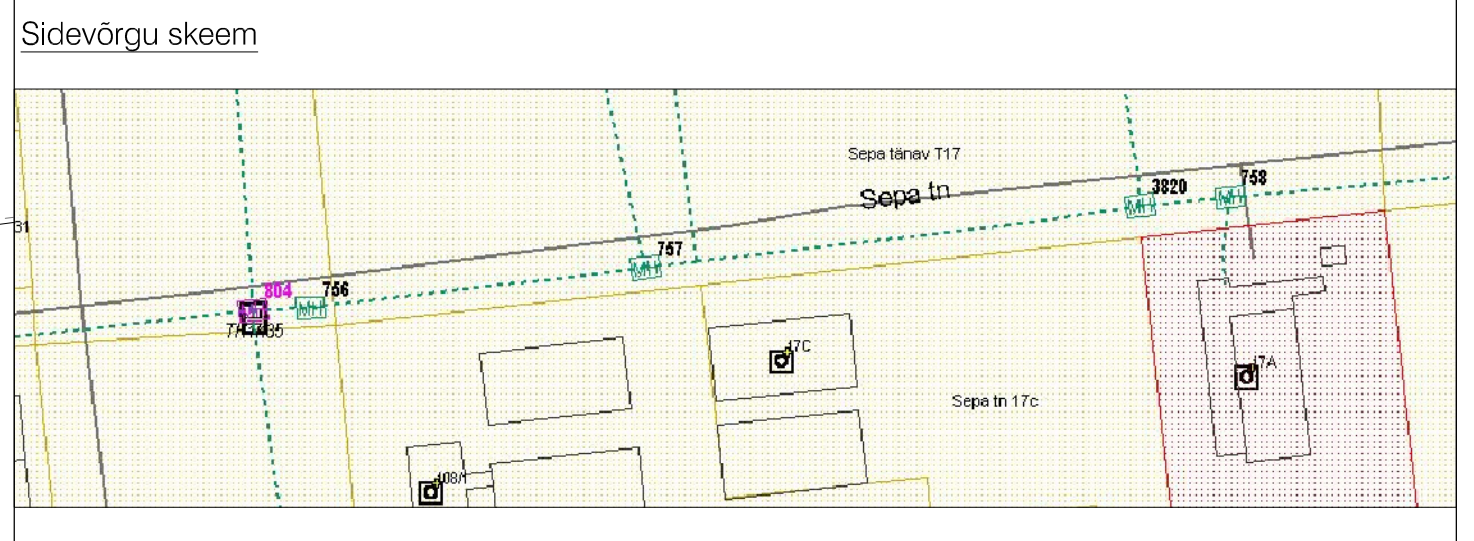 Sidevõrgu skeem
Sepa tänav T17
Sepa tn
3820
758
31
757
804
756
17C
17A
Sepa tn 17c